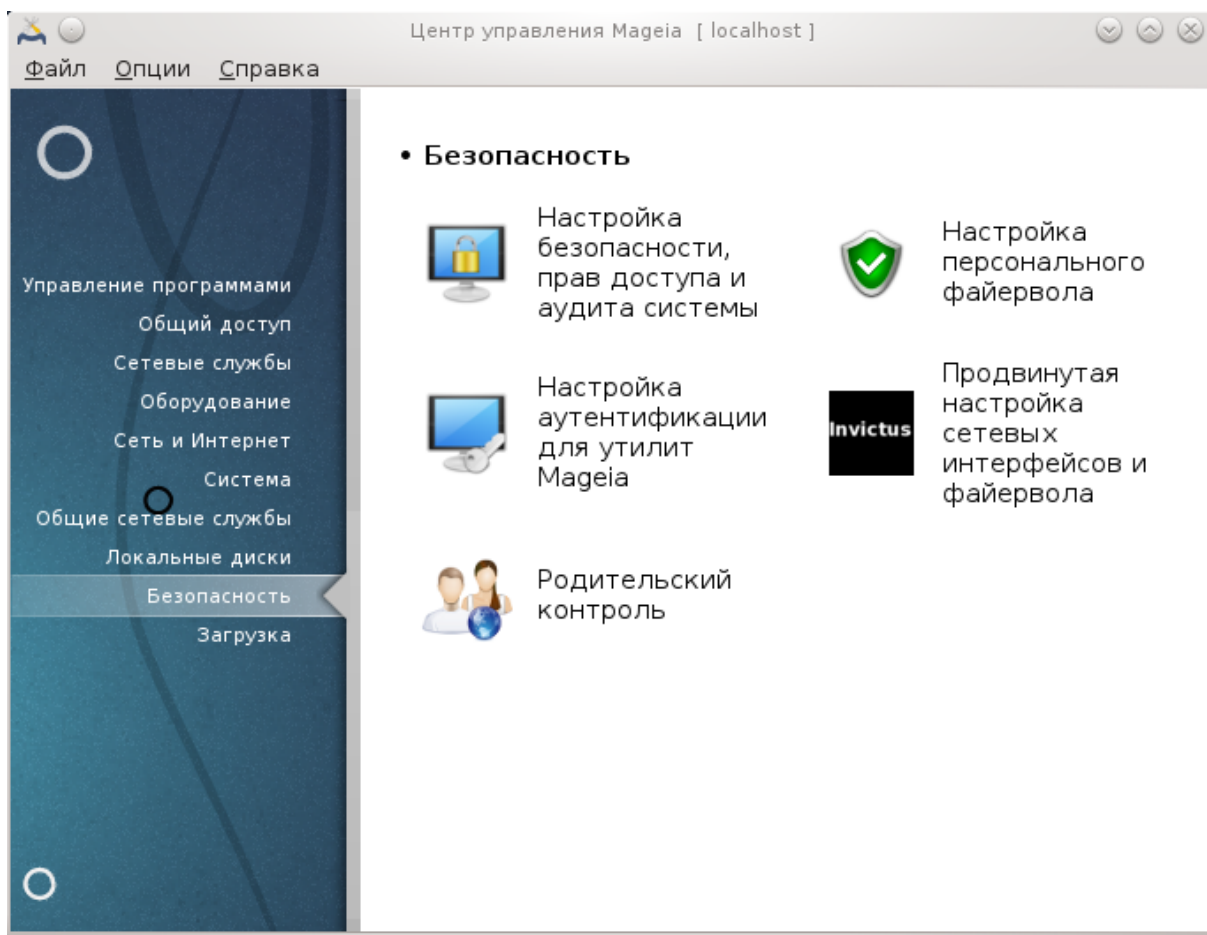 Центр управления Mageia [ localhost ]
Файл Опции Справка
Управление программами
Общий доступ
Сетевые службы
Оборудование
Сеть и Интернет
Система
Общие сетевые службы
Локальные диски
Безопасность
Загрузка
• Безопасность
Настройка
безопасности,
прав доступа и
аудита системы
Настройка
персонального
файервола
Настройка
аутентификации
для утилит
Mageia
Invictus
Продвинутая
настройка
сетевых
интерфейсов и
файервола
Родительский
контроль